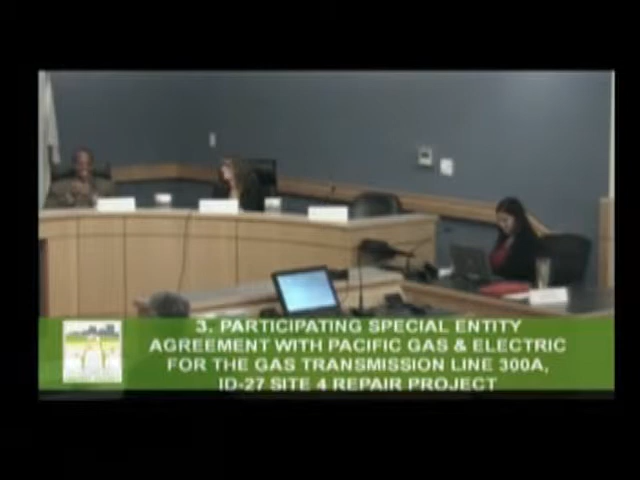 3. PARTICIPATING SPECIAL ENTITY
AGREEMENT WITH PACIFIC GAS & ELECTRIC
FOR THE GAS TRANSMISSION LINE 300A,
ID-27 SITE 4 REPAIR PROJECT